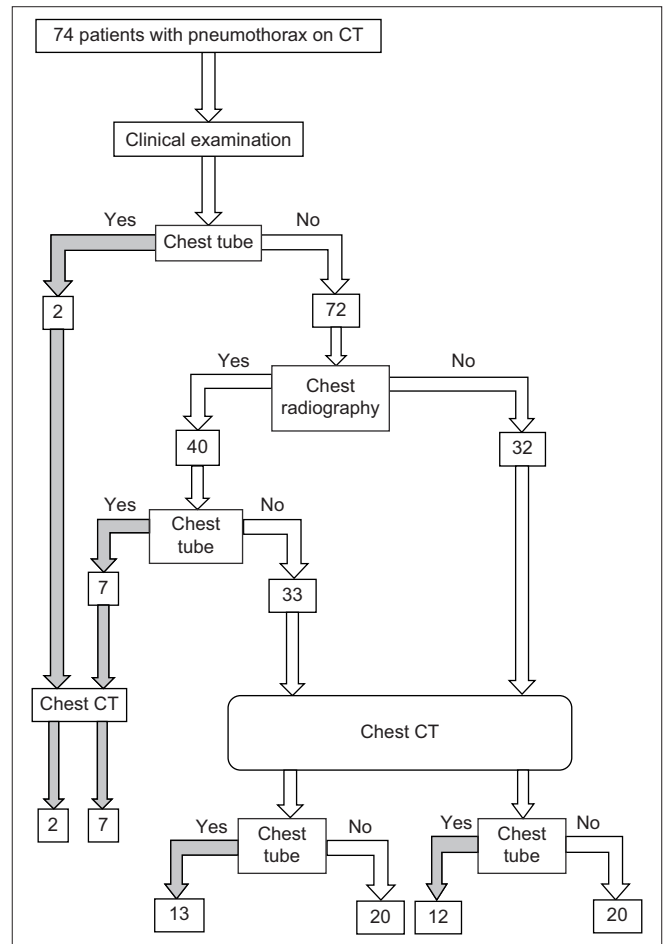 74 patients with pneumothorax on CT
Clinical examination
Yes
No
Chest tube
2
72
Yes
No
Chest
radiography
40
32
Yes
No
Chest
tube
7
33
Chest CT
Chest CT
2
7
Yes
No
Chest
tube
Yes
No
Chest
tube
13
20
12
20